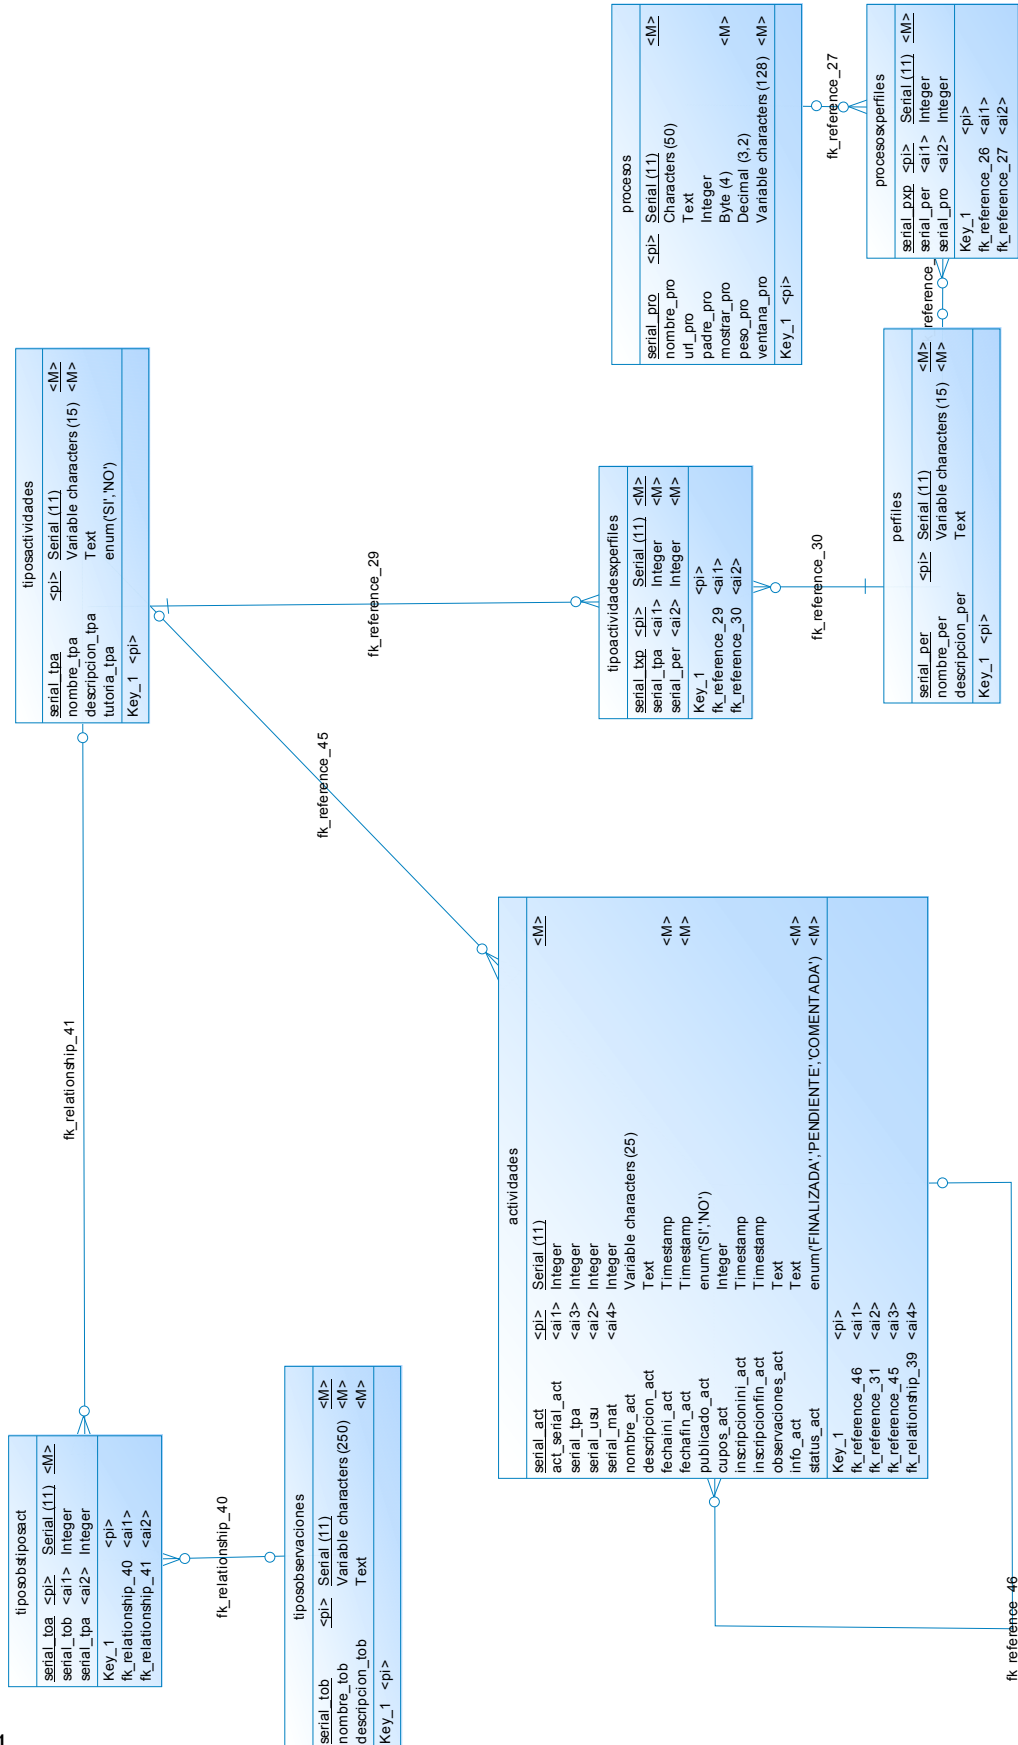 tiposobstiposact
serial_toa <pi> Serial (11) <M>
serial_tob <ai1> Integer
serial_tpa <ai2> Integer
Key_1 <pi>
fk_relationship_40 <ai1>
fk_relationship_41 <ai2>
fk_relationship_40
tiposobservaciones
serial_tob <pi> Serial (11) <M>
nombre_tob Variable characters (250) <M>
descripcion_tob Text <M>
Key_1 <pi>
fk_relationship_41
tiposactividades
serial_tpa <pi> Serial (11) <M>
nombre_tpa Variable characters (15) <M>
descripcion_tpa Text
tutoria_tpa enum('SI','NO')
Key_1 <pi>
fk_reference_45
fk_reference_29
actividades
serial_act <pi> Serial (11) <M>
act_serial_act <ai1> Integer
serial_tpa <ai3> Integer
serial_usu <ai2> Integer
serial_mat <ai4> Integer
nombre_act Variable characters (25)
descripcion_act Text
fechaini_act Timestamp <M>
fechafin_act Timestamp <M>
publicado_act enum('SI','NO')
cupos_act Integer
inscripcionini_act Timestamp
inscripcionfin_act Timestamp
observaciones_act Text
info_act Text <M>
status_act enum('FINALIZADA','PENDIENTE','COMENTADA') <M>
Key_1 <pi>
fk_reference_46 <ai1>
fk_reference_31 <ai2>
fk_reference_45 <ai3>
fk_relationship_39 <ai4>
fk_reference_46
tipoactividadesxperfiles
serial_txp <pi> Serial (11) <M>
serial_tpa <ai1> Integer <M>
serial_per <ai2> Integer <M>
Key_1 <pi>
fk_reference_29 <ai1>
fk_reference_30 <ai2>
fk_reference_30
perfiles
serial_per <pi> Serial (11) <M>
nombre_per Variable characters (15) <M>
descripcion_per Text
Key_1 <pi>
procesos
serial_pro <pi> Serial (11) <M>
nombre_pro Characters (50)
url_pro Text
padre_pro Integer
mostrar_pro Byte (4) <M>
peso_pro Decimal (3,2)
ventana_pro Variable characters (128) <M>
Key_1 <pi>
fk_reference_27
reference_
procesosxperfiles
serial_pxp <pi> Serial (11) <M>
serial_per <ai1> Integer
serial_pro <ai2> Integer
Key_1 <pi>
fk_reference_26 <ai1>
fk_reference_27 <ai2>